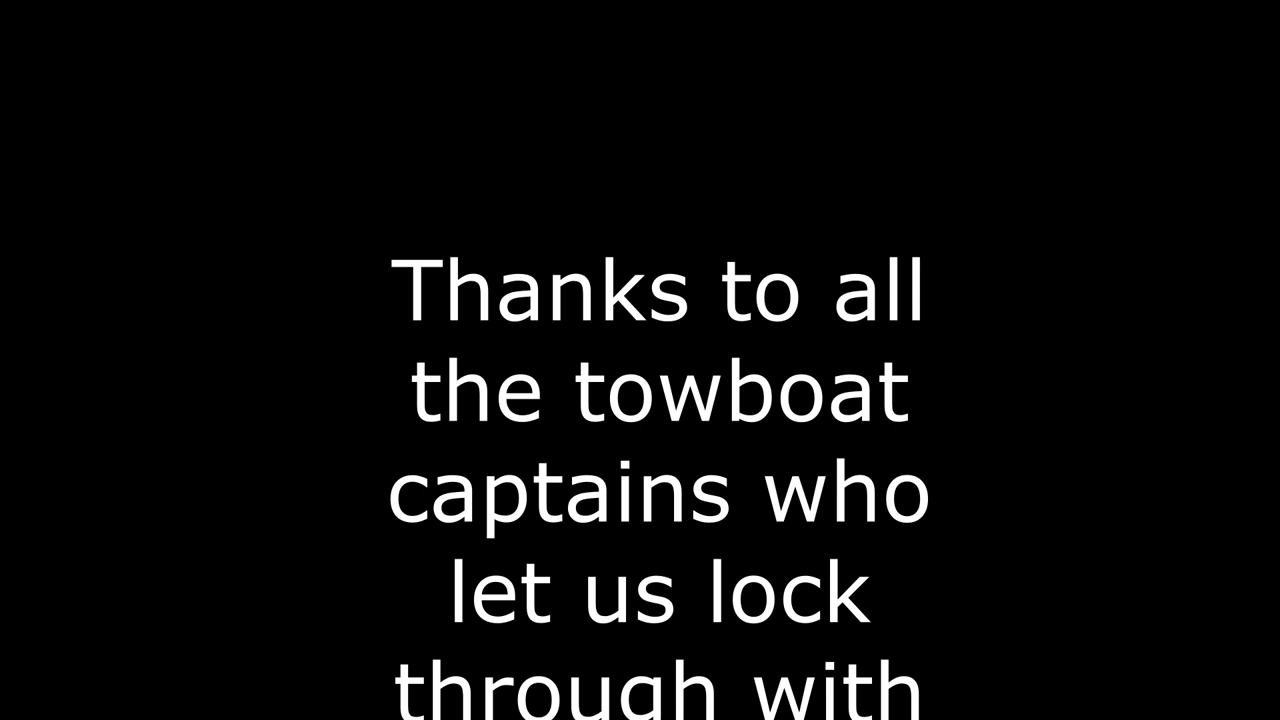 Thanks to all
the towboat
captains who
let us lock
through with